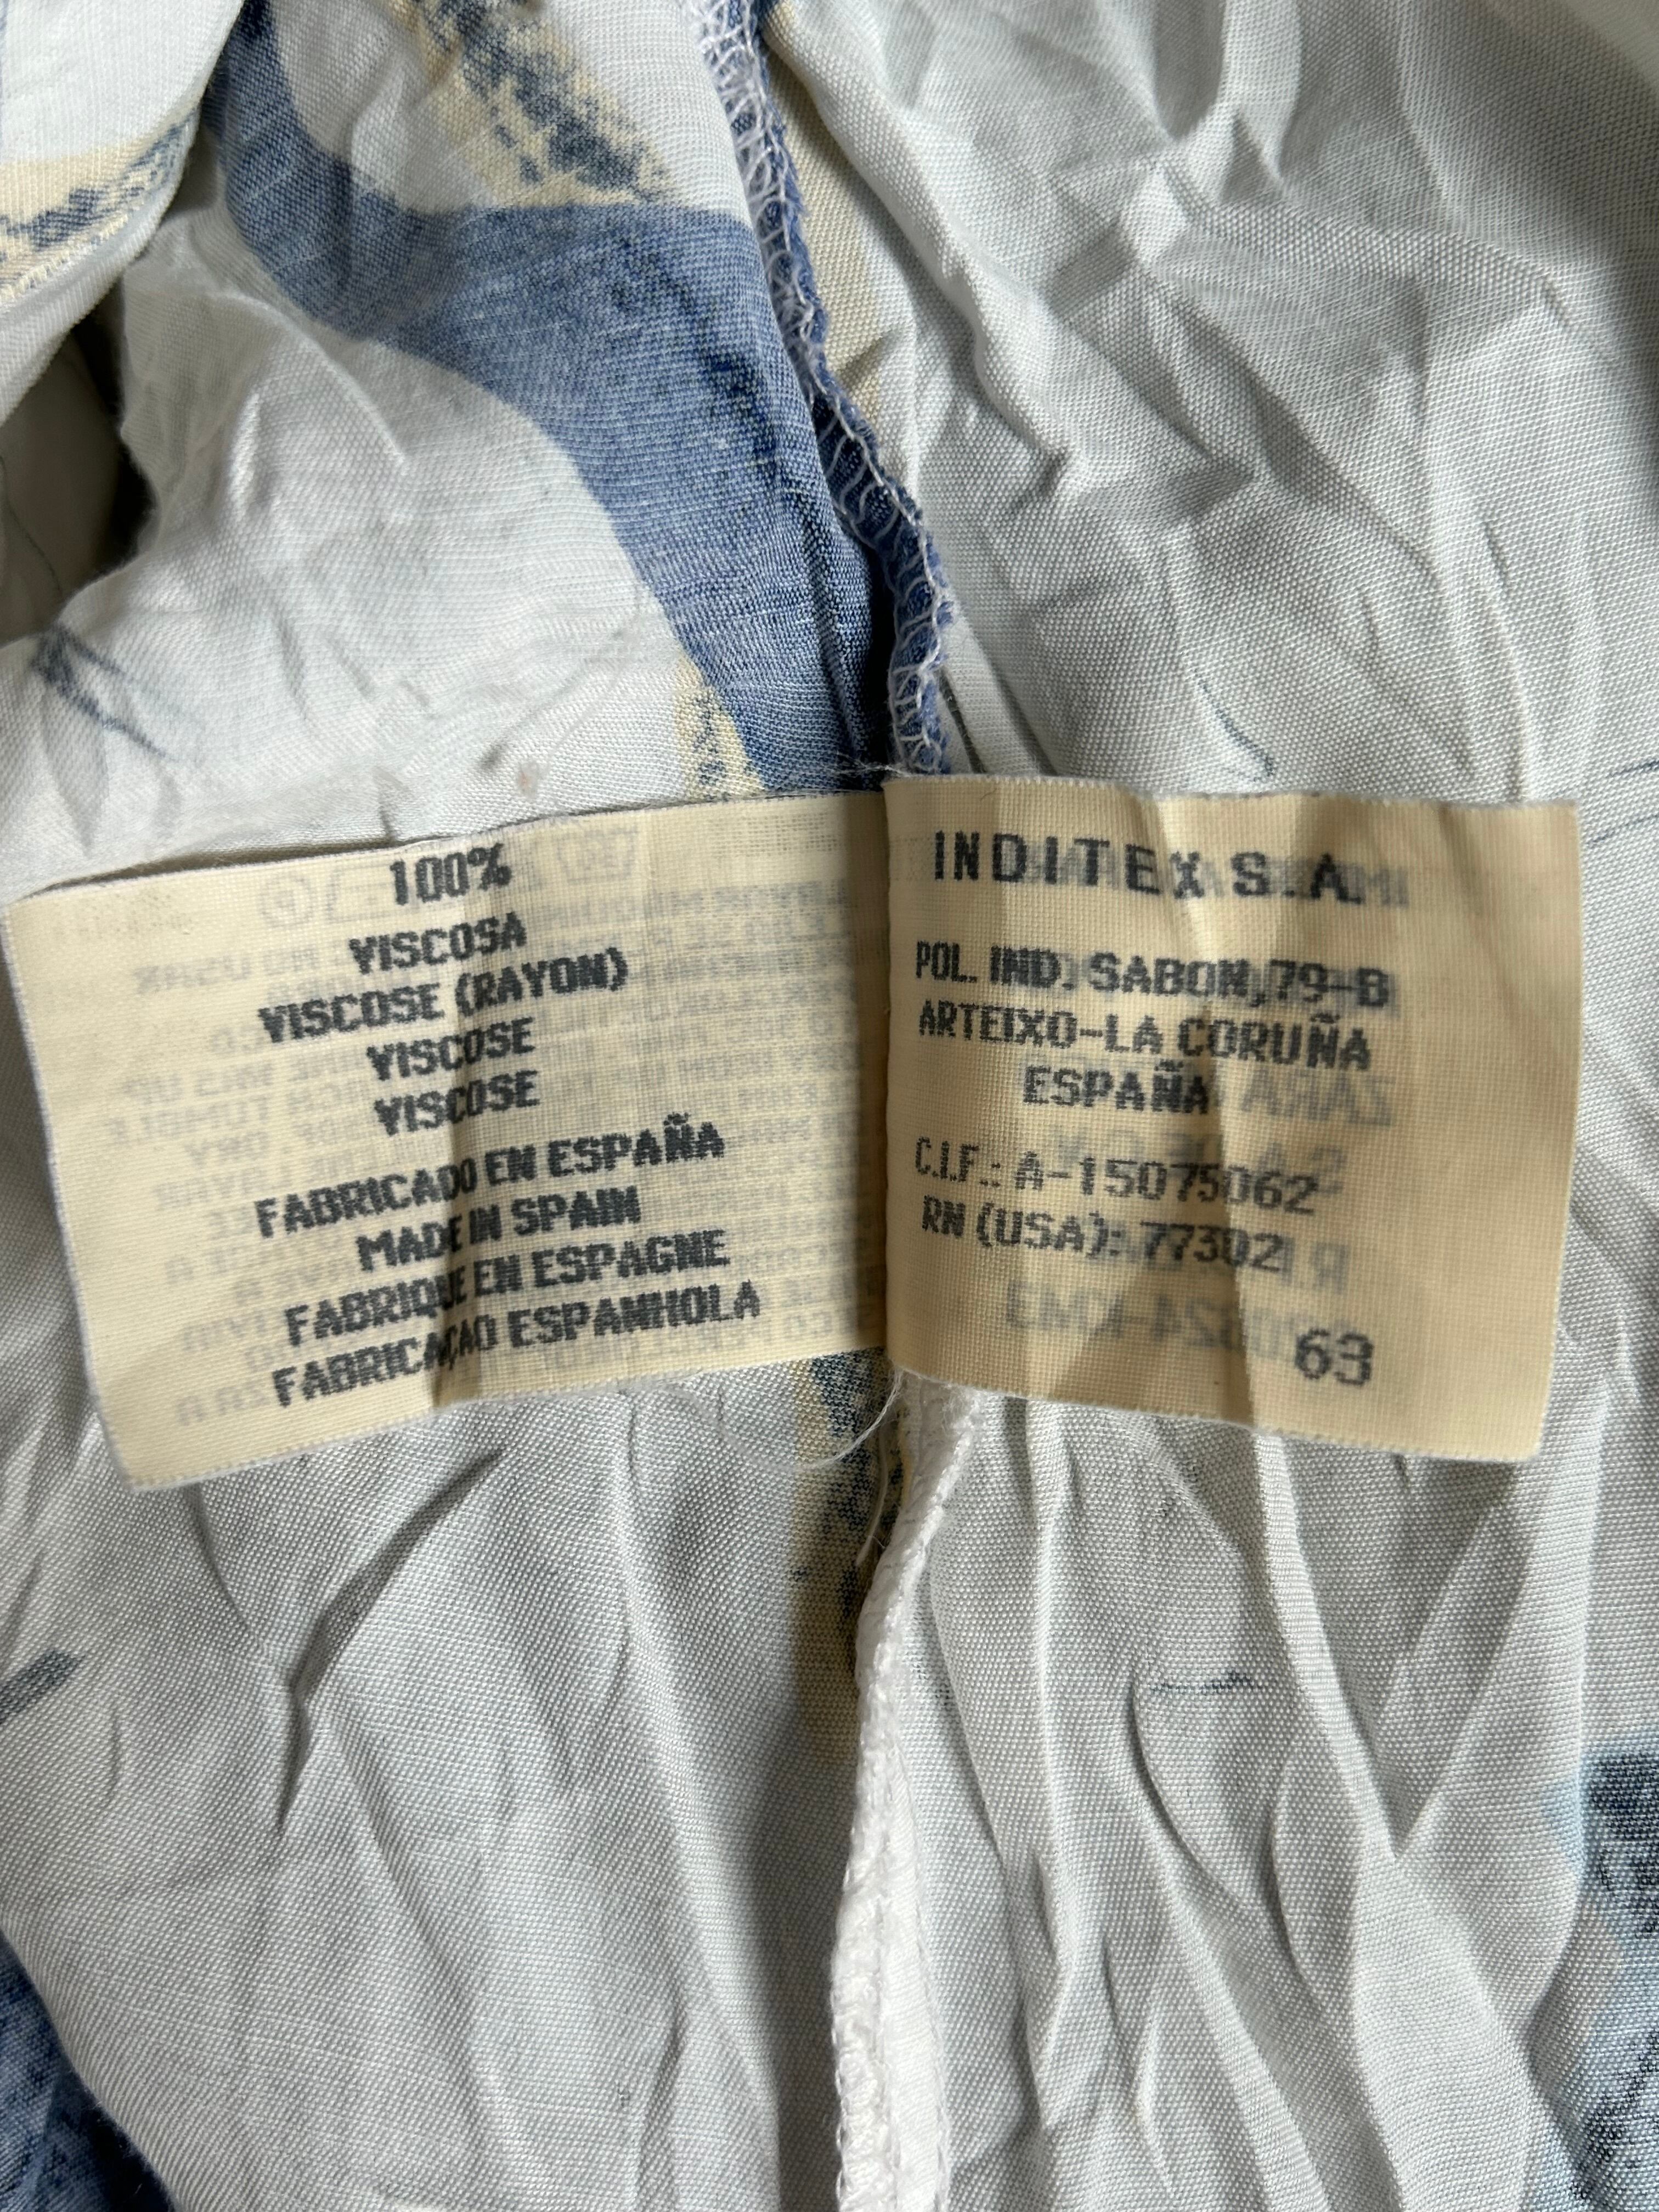 100%
VISCOSA
VISCOSE (RAYON)
VISCOSE
VISCOSE
FABRICADO EN ESPAÑA
MADE IN SPAIN
FABRIQUE EN ESPAGNE
FABRICAÇAO ESPANHOLA
INDITEX S.A.
POL. IND. SABON,79-B
ARTEIXO-LA CORUÑA
ESPAÑA
C.I.F.: A-15075062
RN (USA): 77302
63